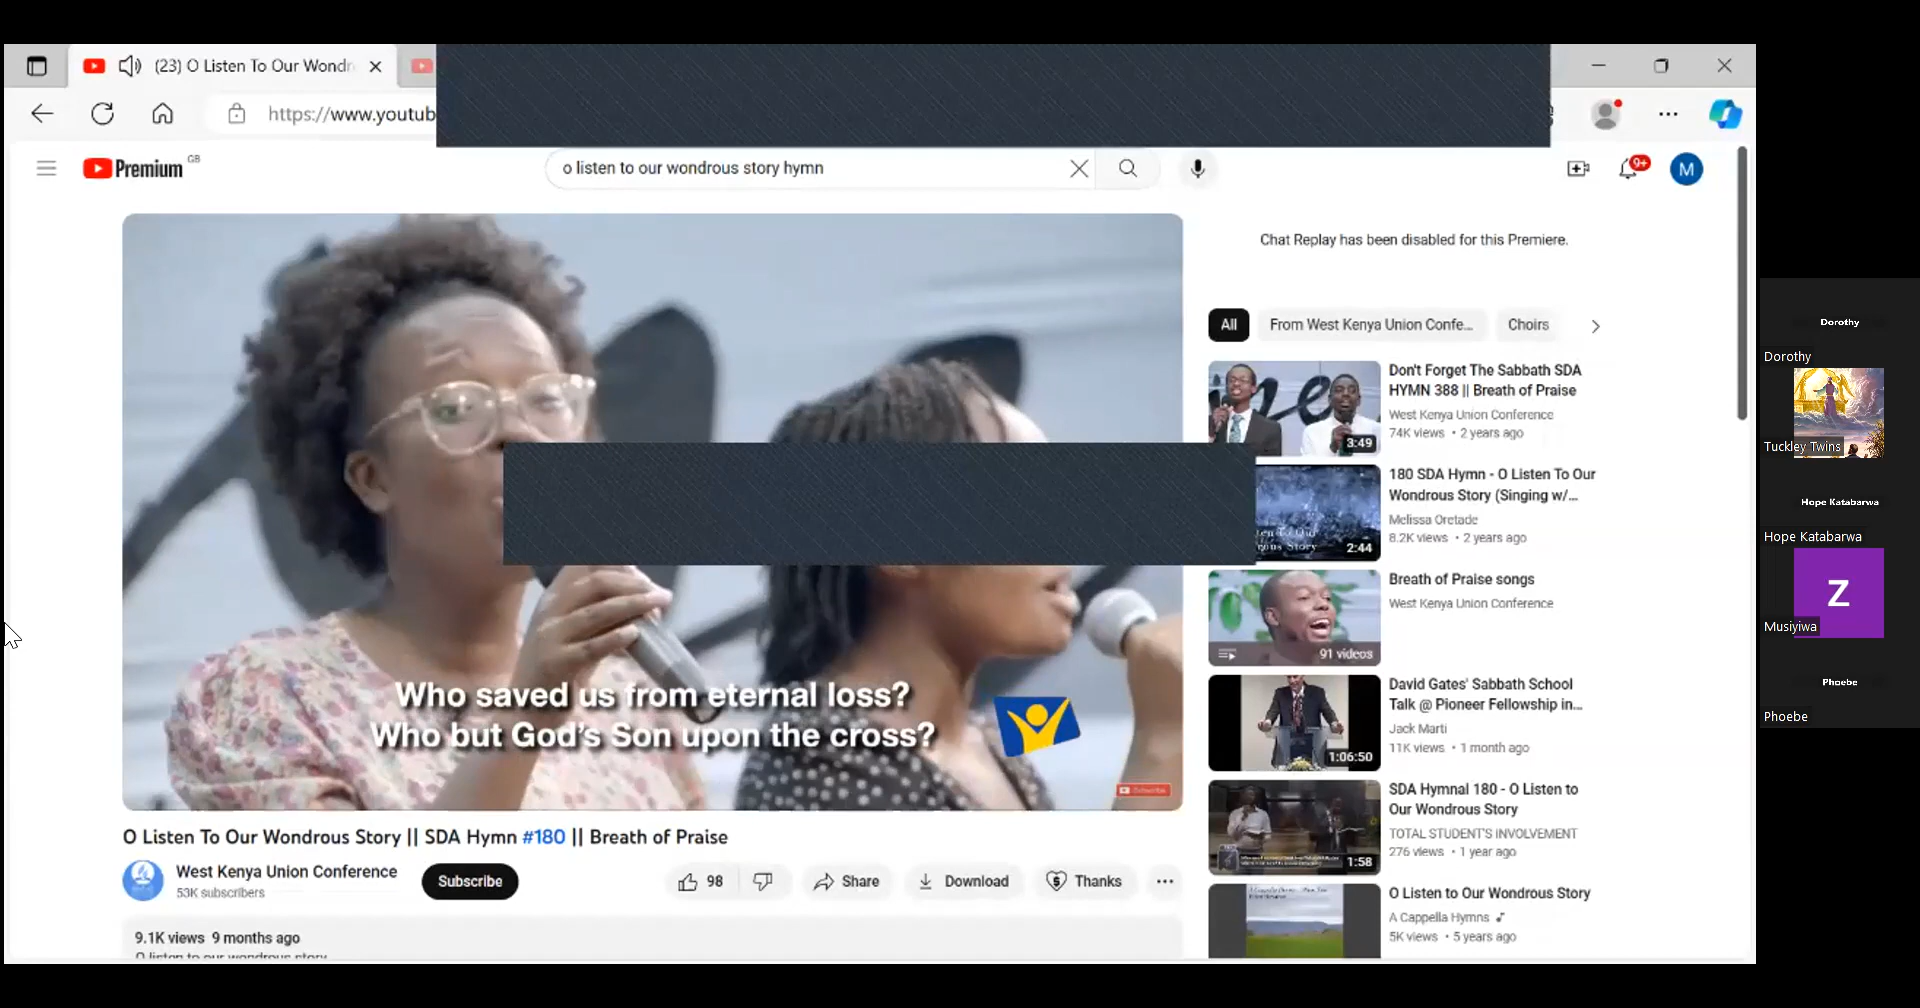 (23) O Listen To Our Wondr
https://www.youtub
Premium GB
o listen to our wondrous story hymn
9+
M
Chat Replay has been disabled for this Premiere.
All
From West Kenya Union Confe...
Choirs
Don't Forget The Sabbath SDA
HYMN 388 || Breath of Praise
West Kenya Union Conference
74K views • 2 years ago
3:49
180 SDA Hymn - O Listen To Our
Wondrous Story (Singing w/...
Melissa Oretade
8.2K views • 2 years ago
2:44
Breath of Praise songs
West Kenya Union Conference
91 videos
David Gates' Sabbath School
Talk @ Pioneer Fellowship in...
Jack Marti
11K views • 1 month ago
1:06:50
SDA Hymnal 180 - O Listen to
Our Wondrous Story
TOTAL STUDENT'S INVOLVEMENT
276 views • 1 year ago
1:58
O Listen to Our Wondrous Story
A Cappella Hymns
5K views • 5 years ago
Who saved us from eternal loss?
Who but God's Son upon the cross?
Subscribe
O Listen To Our Wondrous Story || SDA Hymn #180 || Breath of Praise
West Kenya Union Conference
53K subscribers
Subscribe
98
Share
Download
Thanks
9.1K views 9 months ago
O listen to our wondrous story
Dorothy
Dorothy
Tuckley Twins
Hope Katabarwa
Hope Katabarwa
Z
Musiyiwa
Phoebe
Phoebe